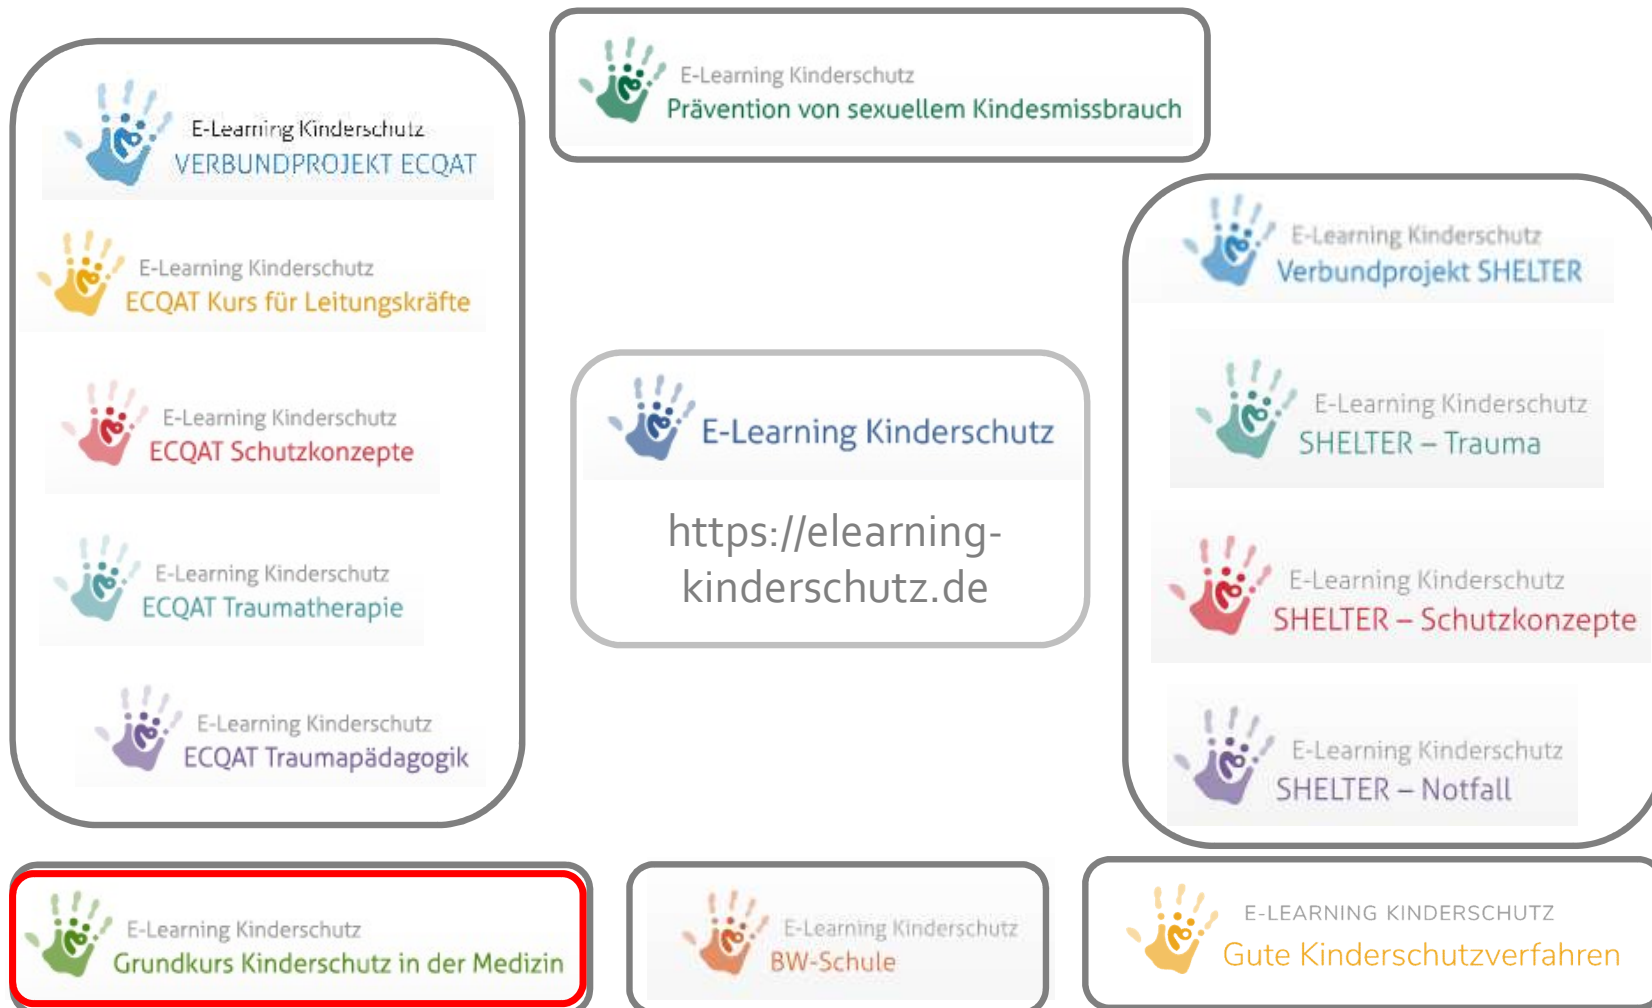 E-Learning Kinderschutz
Prävention von sexuellem Kindesmissbrauch
E-Learning Kinderschutz
VERBUNDPROJEKT ECQAT
E-Learning Kinderschutz
ECQAT Kurs für Leitungskräfte
E-Learning Kinderschutz
ECQAT Schutzkonzepte
E-Learning Kinderschutz
ECQAT Traumatherapie
E-Learning Kinderschutz
ECQAT Traumapädagogik
E-Learning Kinderschutz
https://elearning-
kinderschutz.de
E-Learning Kinderschutz
Verbundprojekt SHELTER
E-Learning Kinderschutz
SHELTER – Trauma
E-Learning Kinderschutz
SHELTER – Schutzkonzepte
E-Learning Kinderschutz
SHELTER – Notfall
E-Learning Kinderschutz
Grundkurs Kinderschutz in der Medizin
E-Learning Kinderschutz
BW-Schule
E-LEARNING KINDERSCHUTZ
Gute Kinderschutzverfahren